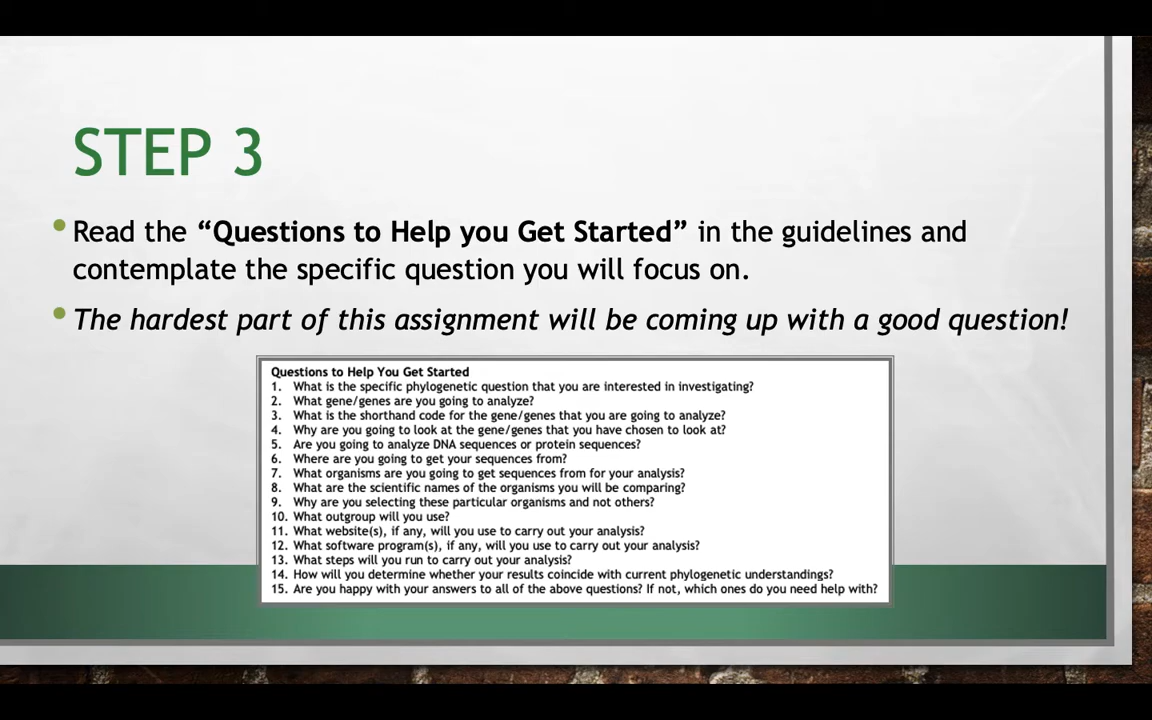 STEP 3
Read the “Questions to Help you Get Started” in the guidelines and
contemplate the specific question you will focus on.
The hardest part of this assignment will be coming up with a good question!
Questions to Help You Get Started
1. What is the specific phylogenetic question that you are interested in investigating?
2. What gene/genes are you going to analyze?
3. What is the shorthand code for the gene/genes that you are going to analyze?
4. Why are you going to look at the gene/genes that you have chosen to look at?
5. Are you going to analyze DNA sequences or protein sequences?
6. Where are you going to get your sequences from?
7. What organisms are you going to get sequences from for your analysis?
8. What are the scientific names of the organisms you will be comparing?
9. Why are you selecting these particular organisms and not others?
10. What outgroup will you use?
11. What website(s), if any, will you use to carry out your analysis?
12. What software program(s), if any, will you use to carry out your analysis?
13. What steps will you run to carry out your analysis?
14. How will you determine whether your results coincide with current phylogenetic understandings?
15. Are you happy with your answers to all of the above questions? If not, which ones do you need help with?